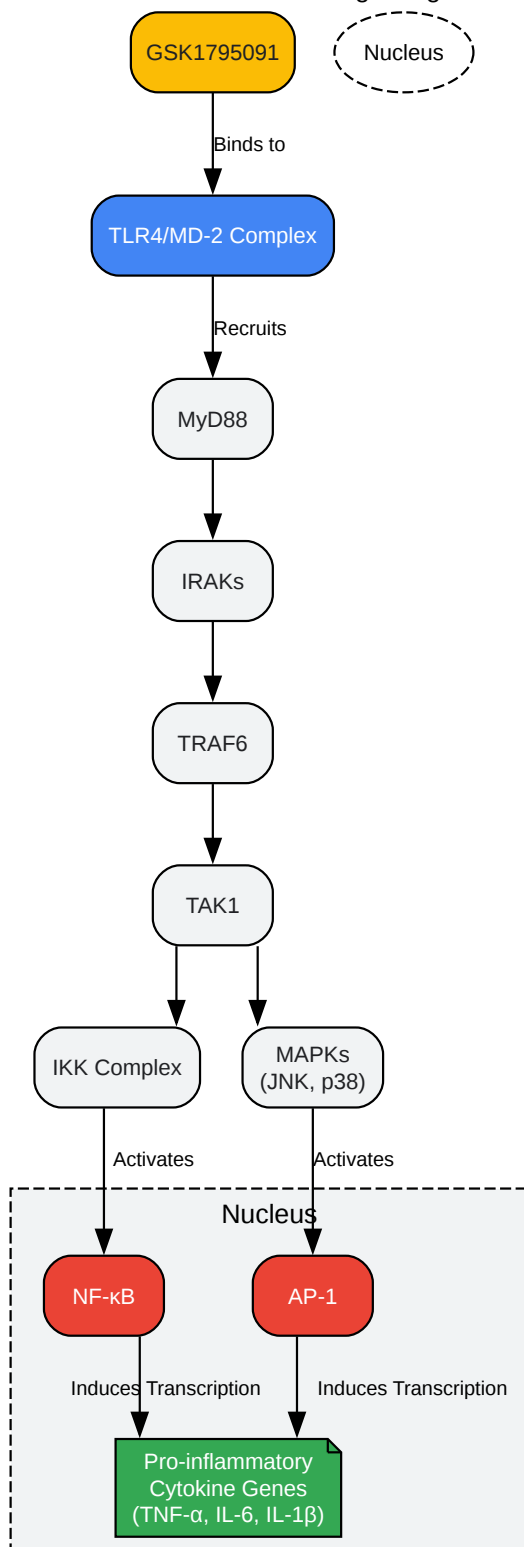 GSK1795091
Nucleus
Binds to
TLR4/MD-2 Complex
Recruits
MyD88
IRAKs
TRAF6
TAK1
IKK Complex
MAPKs
(JNK, p38)
Activates
Activates
Nucleus
NF-κB
AP-1
Induces Transcription
Induces Transcription
Pro-inflammatory
Cytokine Genes
(TNF-α, IL-6, IL-1β)